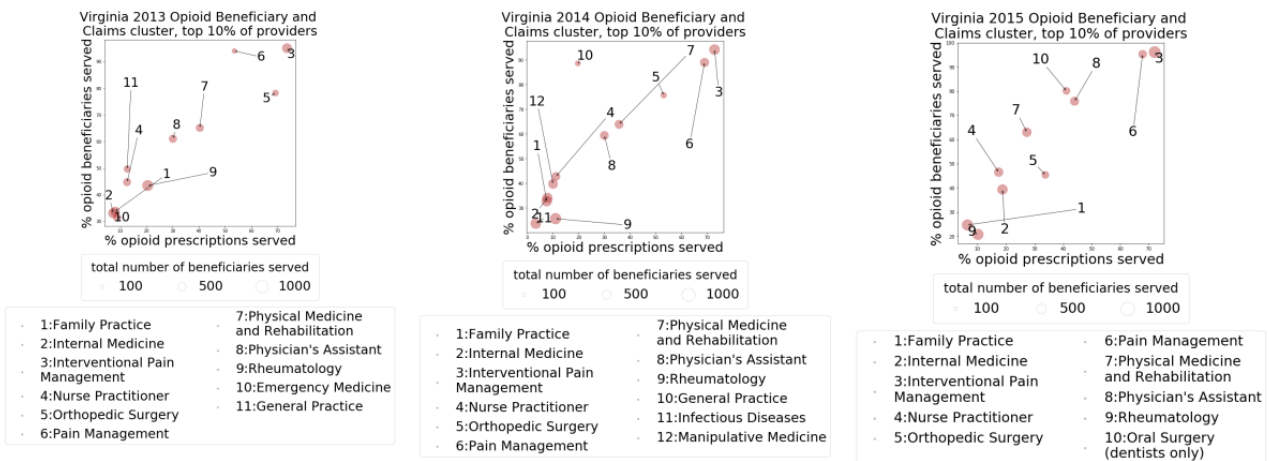 Virginia 2013 Opioid Beneficiary and
Claims cluster, top 10% of providers
% opioid beneficiaries served
6
3
11
7
5
8
4
1
9
2
10
% opioid prescriptions served
total number of beneficiaries served
100 500 1000
1:Family Practice
2:Internal Medicine
3:Interventional Pain
Management
4:Nurse Practitioner
5:Orthopedic Surgery
6:Pain Management
7:Physical Medicine
and Rehabilitation
8:Physician's Assistant
9:Rheumatology
10:Emergency Medicine
11:General Practice
Virginia 2014 Opioid Beneficiary and
Claims cluster, top 10% of providers
% opioid beneficiaries served
10
7
5
12
3
4
1
6
8
2
11
9
% opioid prescriptions served
total number of beneficiaries served
100 500 1000
1:Family Practice
2:Internal Medicine
3:Interventional Pain
Management
4:Nurse Practitioner
5:Orthopedic Surgery
6:Pain Management
7:Physical Medicine
and Rehabilitation
8:Physician's Assistant
9:Rheumatology
10:General Practice
11:Infectious Diseases
12:Manipulative Medicine
Virginia 2015 Opioid Beneficiary and
Claims cluster, top 10% of providers
% opioid beneficiaries served
10
8
3
7
4
6
5
1
9
2
% opioid prescriptions served
total number of beneficiaries served
100 500 1000
1:Family Practice
2:Internal Medicine
3:Interventional Pain
Management
4:Nurse Practitioner
5:Orthopedic Surgery
6:Pain Management
7:Physical Medicine
and Rehabilitation
8:Physician's Assistant
9:Rheumatology
10:Oral Surgery
(dentists only)